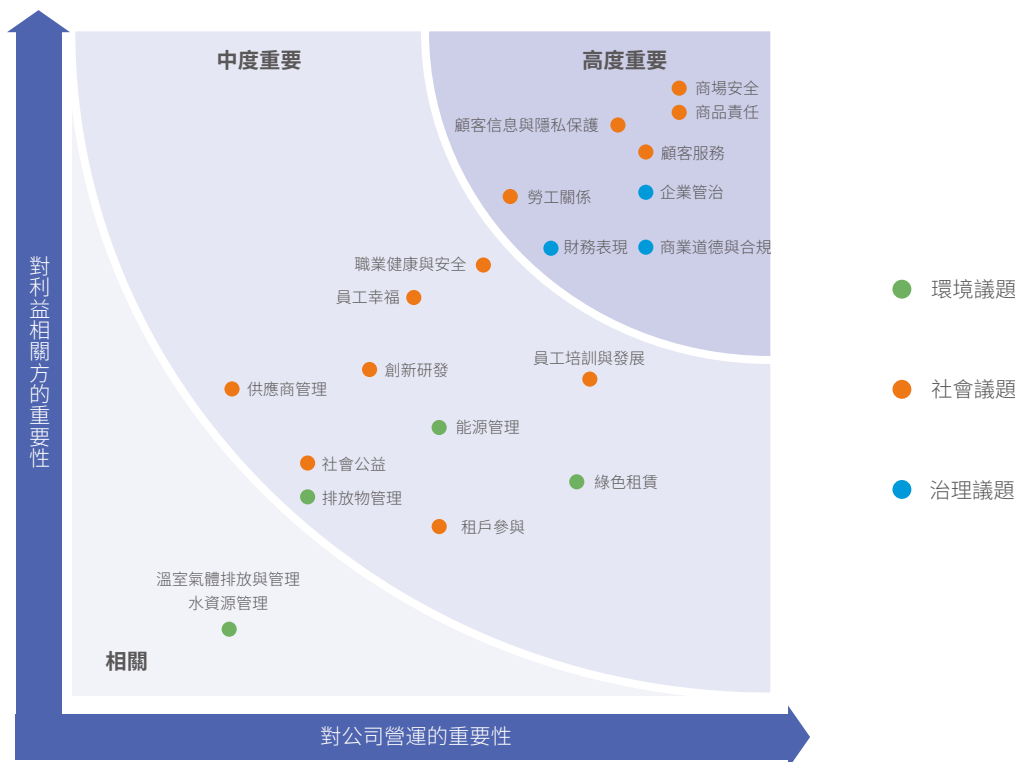 中度重要
高度重要
商場安全
商品責任
顧客信息與隱私保護
顧客服務
企業管治
勞工關係
財務表現
商業道德與合規
職業健康與安全
員工幸福
員工培訓與發展
創新研發
供應商管理
能源管理
社會公益
綠色租賃
排放物管理
租戶參與
溫室氣體排放與管理
水資源管理
相關
對利益相關方的重要性
對公司營運的重要性
環境議題
社會議題
治理議題